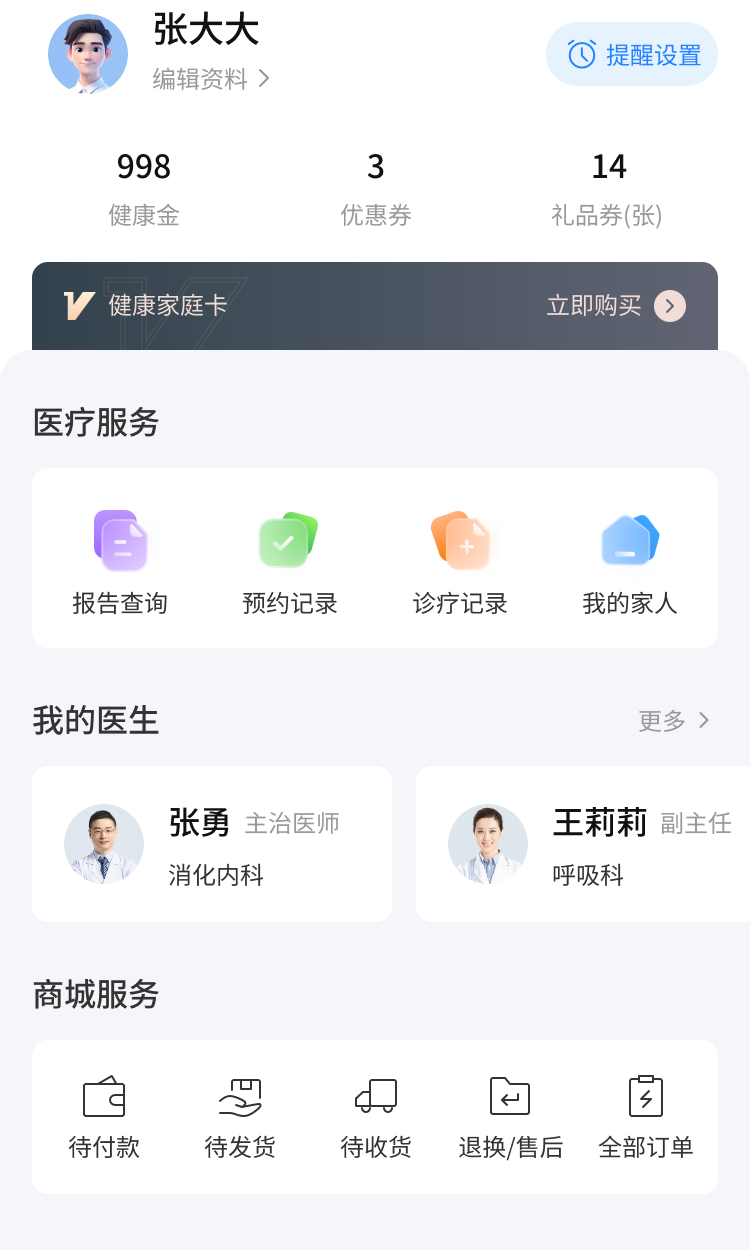 张大大
编辑资料
提醒设置
998
3
14
健康金
优惠券
礼品券(张)
健康家庭卡
立即购买
医疗服务
报告查询
预约记录
诊疗记录
我的家人
我的医生
更多
张勇 主治医师
消化内科
王莉莉 副主任
呼吸科
商城服务
待付款
待发货
待收货
退换/售后
全部订单